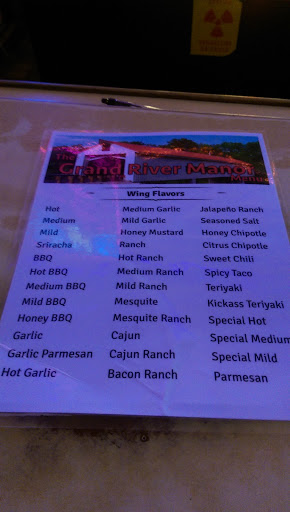 The
Grand River Manor
Wing Flavors
Hot Medium Garlic Jalapeño Ranch
Medium Mild Garlic Seasoned Salt
Mild Honey Mustard Honey Chipotle
Sriracha Ranch Citrus Chipotle
BBQ Hot Ranch Sweet Chili
Hot BBQ Medium Ranch Spicy Taco
Medium BBQ Mild Ranch Teriyaki
Mild BBQ Mesquite Kickass Teriyaki
Honey BBQ Mesquite Ranch Special Hot
Garlic Cajun Special Medium
Garlic Parmesan Cajun Ranch Special Mild
Hot Garlic Bacon Ranch Parmesan